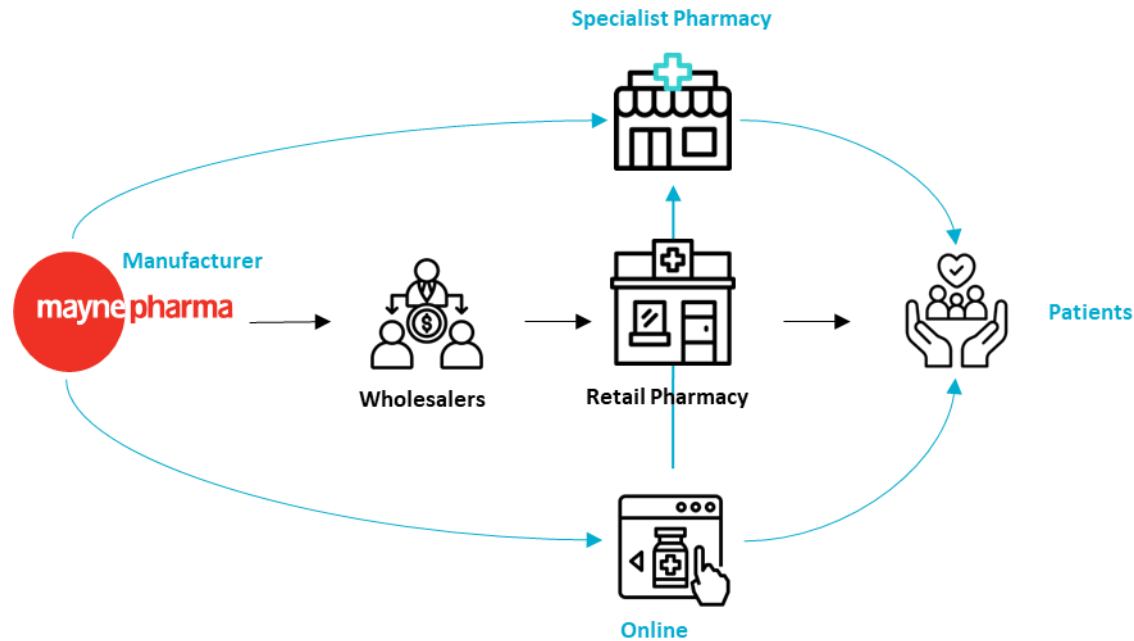 Specialist Pharmacy
Manufacturer
mayne pharma
Patients
Wholesalers
Retail Pharmacy
$
Online